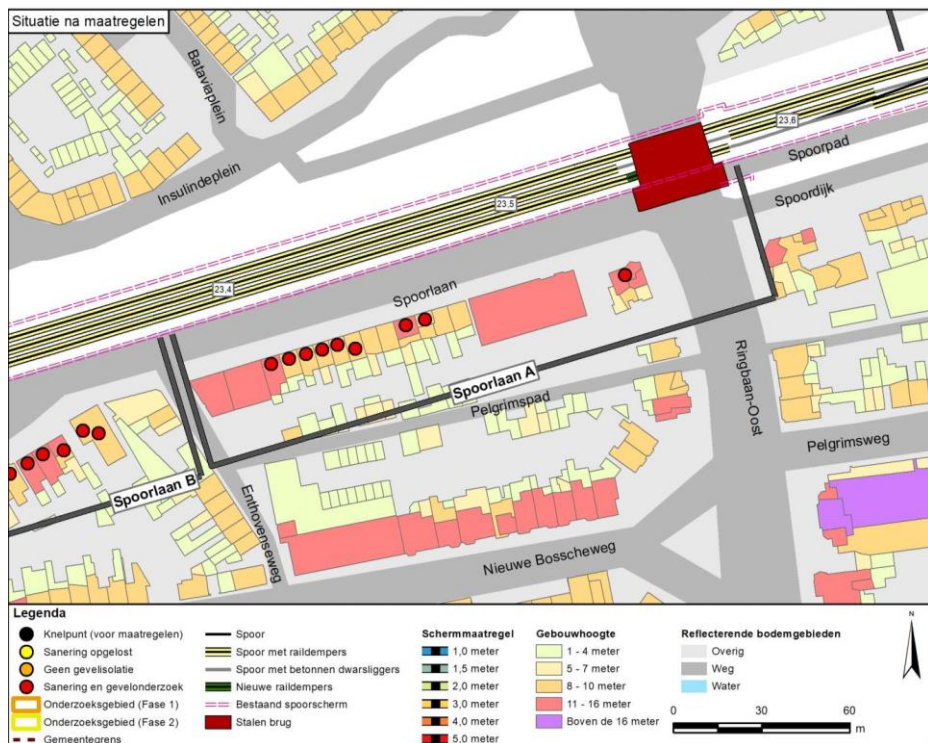 Situatie na maatregelen
Bataviaplein
Insulindeplein
23,6
Spoorpad
Spoordijk
23,5
23,4
Spoorlaan
Spoorlaan A
Pelgrimspad
Ringbaan-Oost
Pelgrimsweg
Spoorlaan B
Enthovenseweg
Nieuwe Bosscheweg
Legenda
Knelpunt (voor maatregelen)
Sanering opgelost
Geen gevelisolatie
Sanering en gevelonderzoek
Onderzoeksgebied (Fase 1)
Onderzoeksgebied (Fase 2)
Gemeentegrens
Spoor
Spoor met raildempers
Spoor met betonnen dwarsliggers
Nieuwe raildempers
Bestaand spoorscherm
Stalen brug
Schermmaatregel
1,0 meter
1,5 meter
2,0 meter
3,0 meter
4,0 meter
5,0 meter
Gebouwhoogte
1 - 4 meter
5 - 7 meter
8 - 10 meter
11 - 16 meter
Boven de 16 meter
Reflecterende bodemgebieden
Overig
Weg
Water
N
0 30 60
m